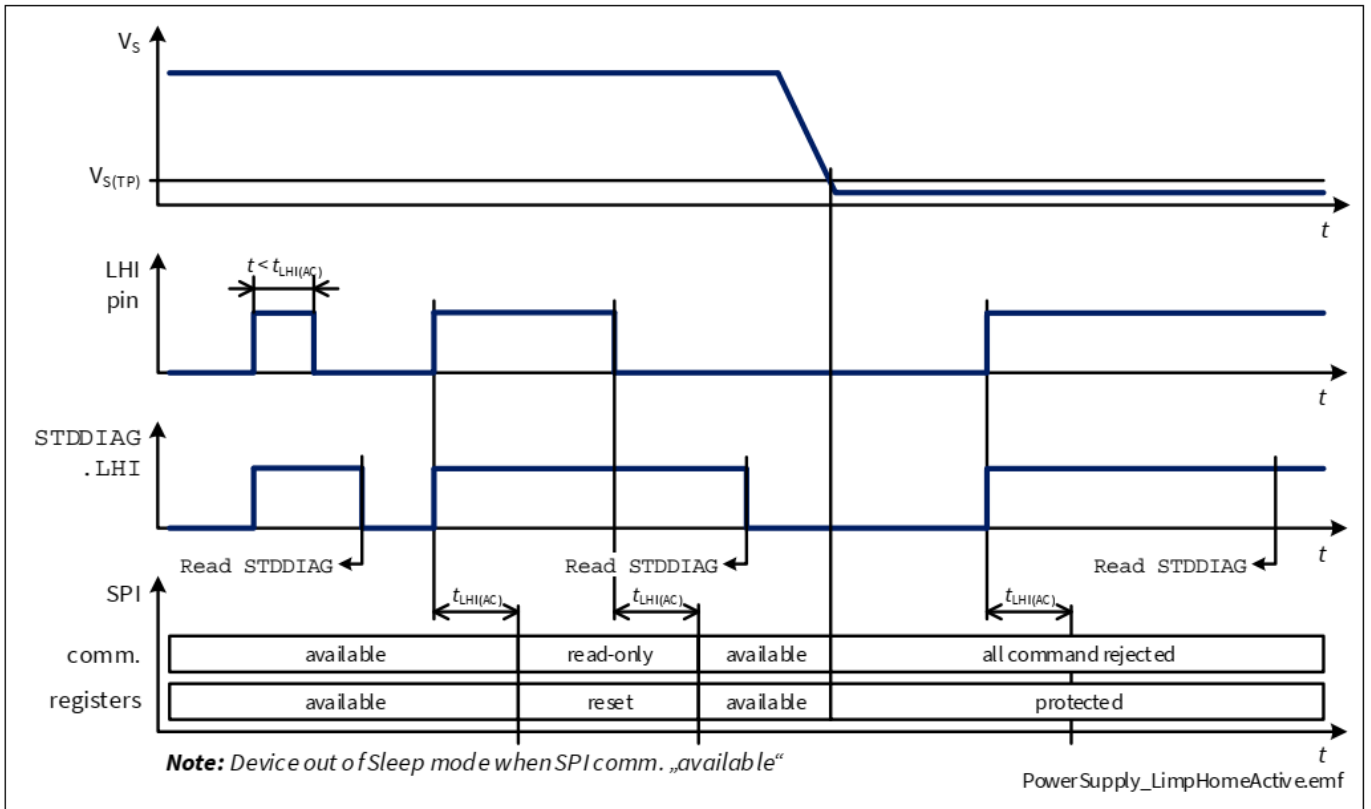 VS
VS(TP)
t
LHI
pin
t < tLHI(AC)
t
STDDIAG
.LHI
Read STDDIAG
Read STDDIAG
Read STDDIAG
t
SPI
tLHI(AC)
tLHI(AC)
tLHI(AC)
comm.
available
read-only
available
all command rejected
registers
available
reset
available
protected
t
Note: Device out of Sleep mode when SPI comm. „available“
PowerSupply_LimpHomeActive.emf